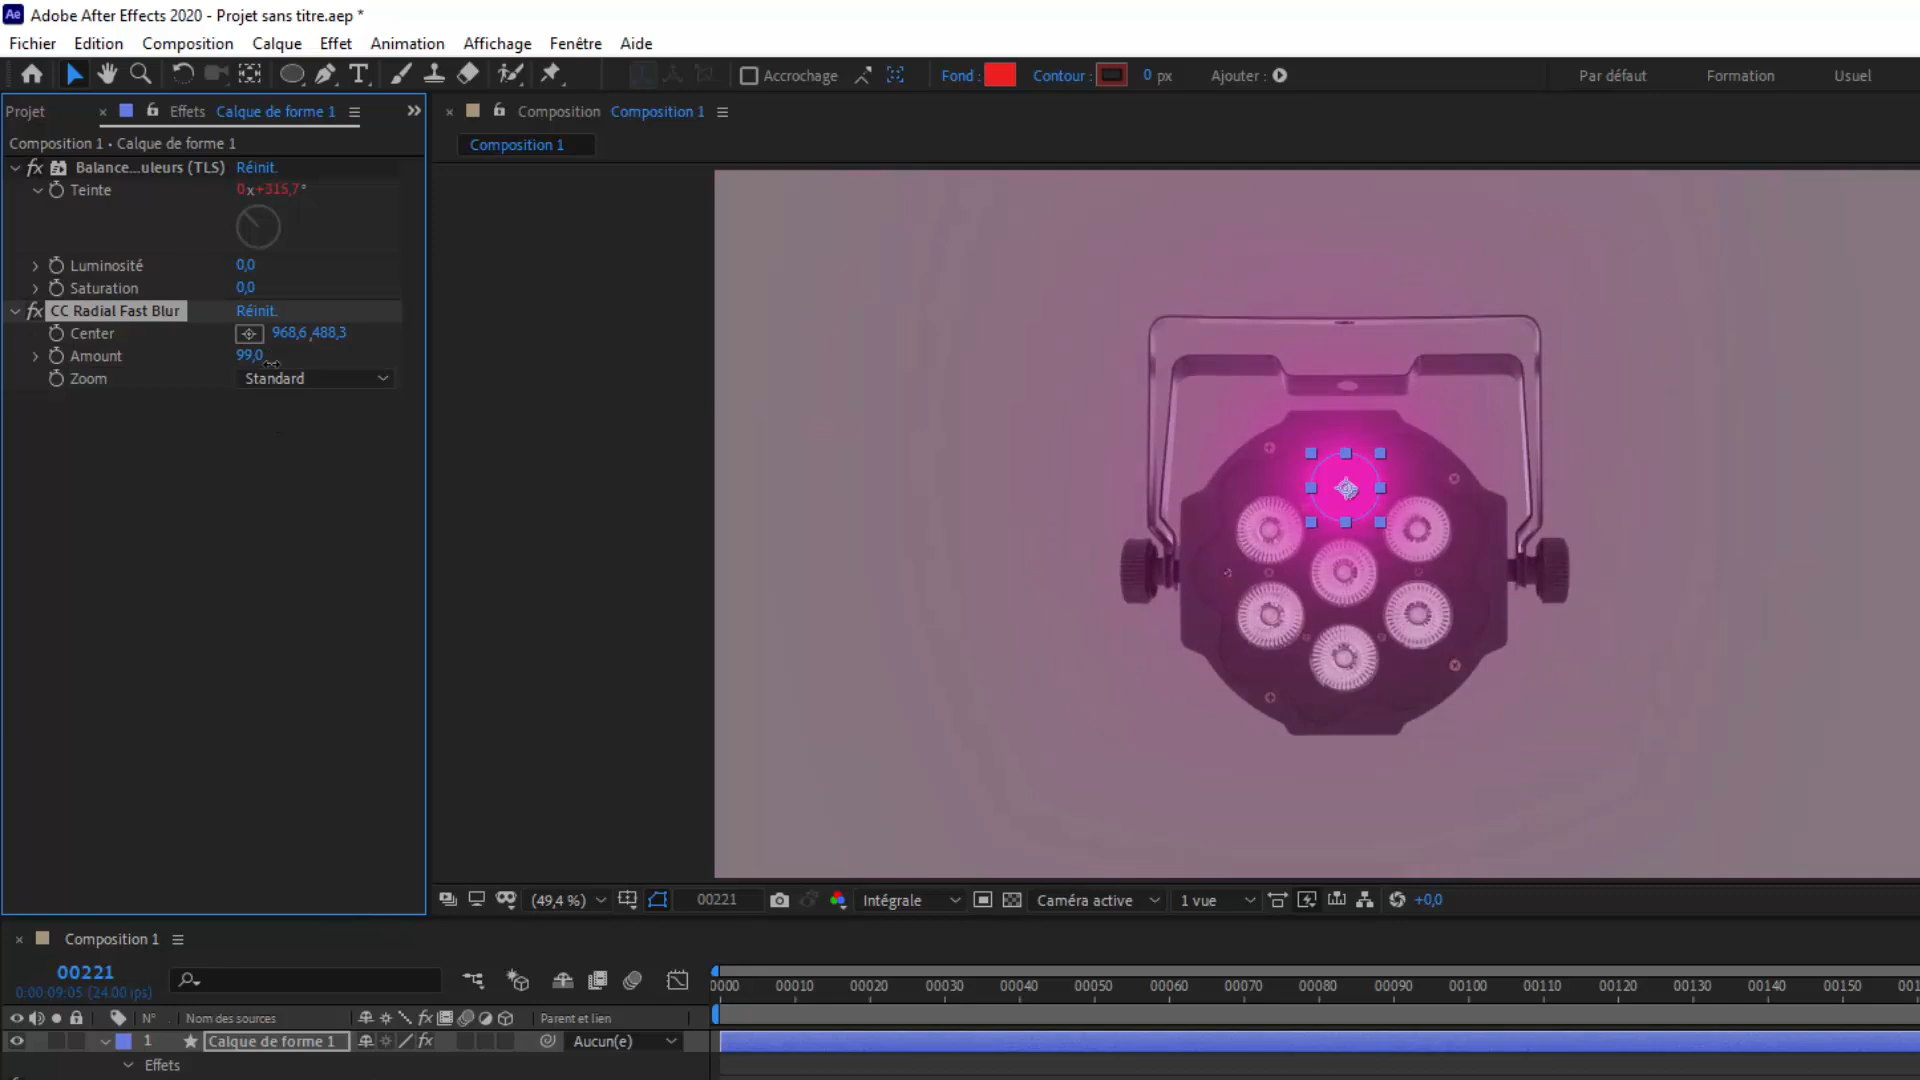 Ae Adobe After Effects 2020 - Projet sans titre.aep *
Fichier Edition Composition Calque Effet Animation Affichage Fenêtre Aide
Accrochage Fond : Contour : 0 px Ajouter : Par défaut Formation Usuel
Projet Effets Calque de forme 1
Composition Composition 1
Composition 1 • Calque de forme 1
Composition 1
fx Balance...uleurs (TLS) Réinit.
Teinte 0x+315,7°
Luminosité 0,0
Saturation 0,0
fx CC Radial Fast Blur Réinit.
Center 968,6 ,488,3
Amount 99,0
Zoom Standard
(49,4 %) 00221 Intégrale Caméra active 1 vue +0,0
Composition 1
00221
0:00:09:05 (24.00 ips)
0000 00010 00020 00030 00040 00050 00060 00070 00080 00090 00100 00110 00120 00130 00140 00150
N° Nom des sources fx Parent et lien
1 Calque de forme 1 fx Aucun(e)
Effets